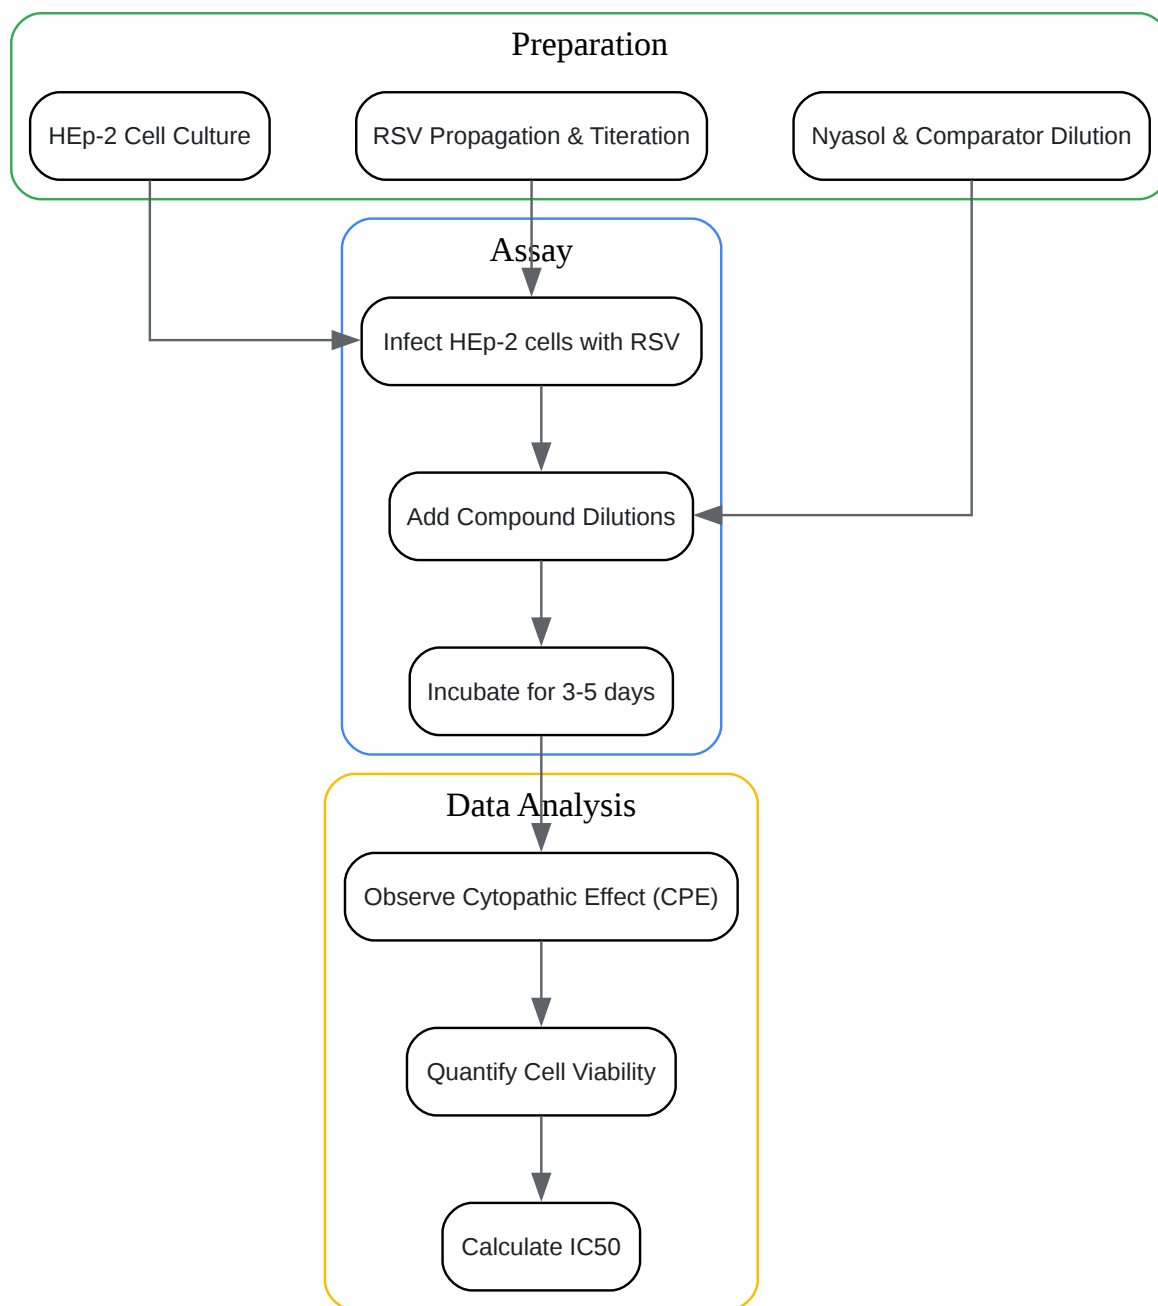 Preparation
HEp-2 Cell Culture
RSV Propagation & Titeration
Nyasol & Comparator Dilution
Assay
Infect HEp-2 cells with RSV
Add Compound Dilutions
Incubate for 3-5 days
Data Analysis
Observe Cytopathic Effect (CPE)
Quantify Cell Viability
Calculate IC50